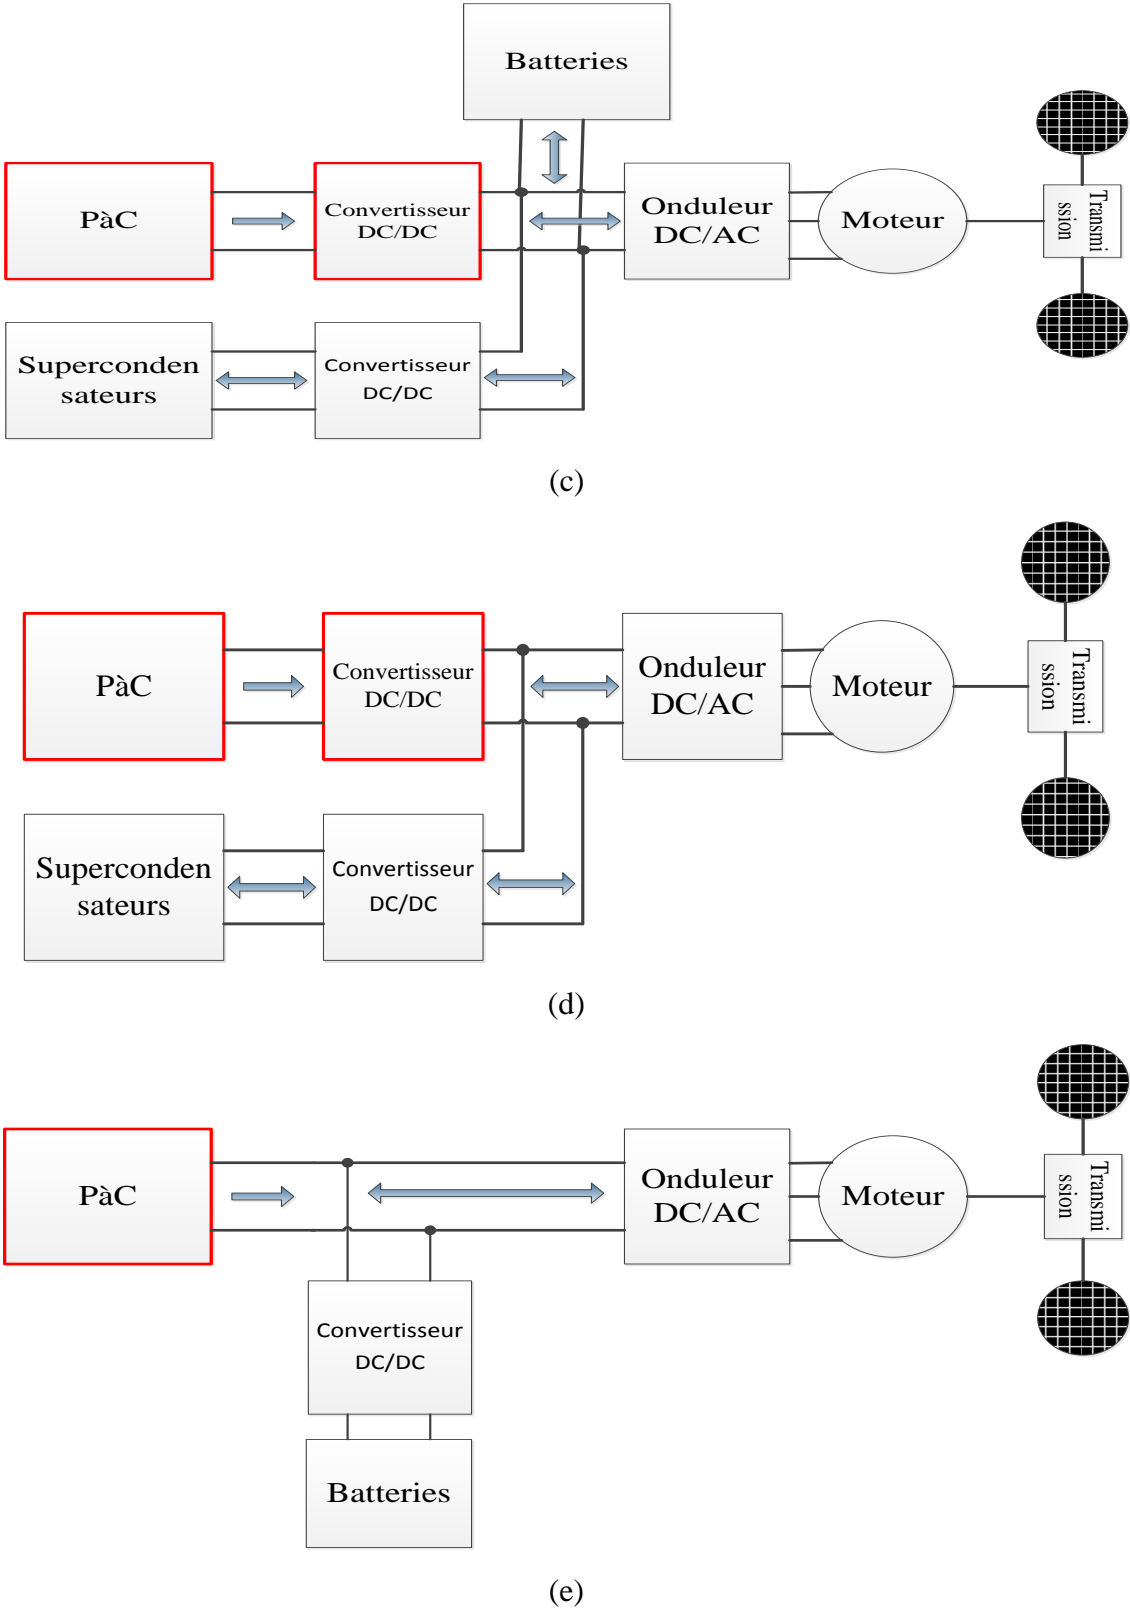 Batteries
PàC
Convertisseur
DC/DC
Onduleur
DC/AC
Moteur
Transmi
ssion
Superconden
sateurs
Convertisseur
DC/DC
(c)
PàC
Convertisseur
DC/DC
Onduleur
DC/AC
Moteur
Transmi
ssion
Superconden
sateurs
Convertisseur
DC/DC
(d)
PàC
Onduleur
DC/AC
Moteur
Transmi
ssion
Convertisseur
DC/DC
Batteries
(e)